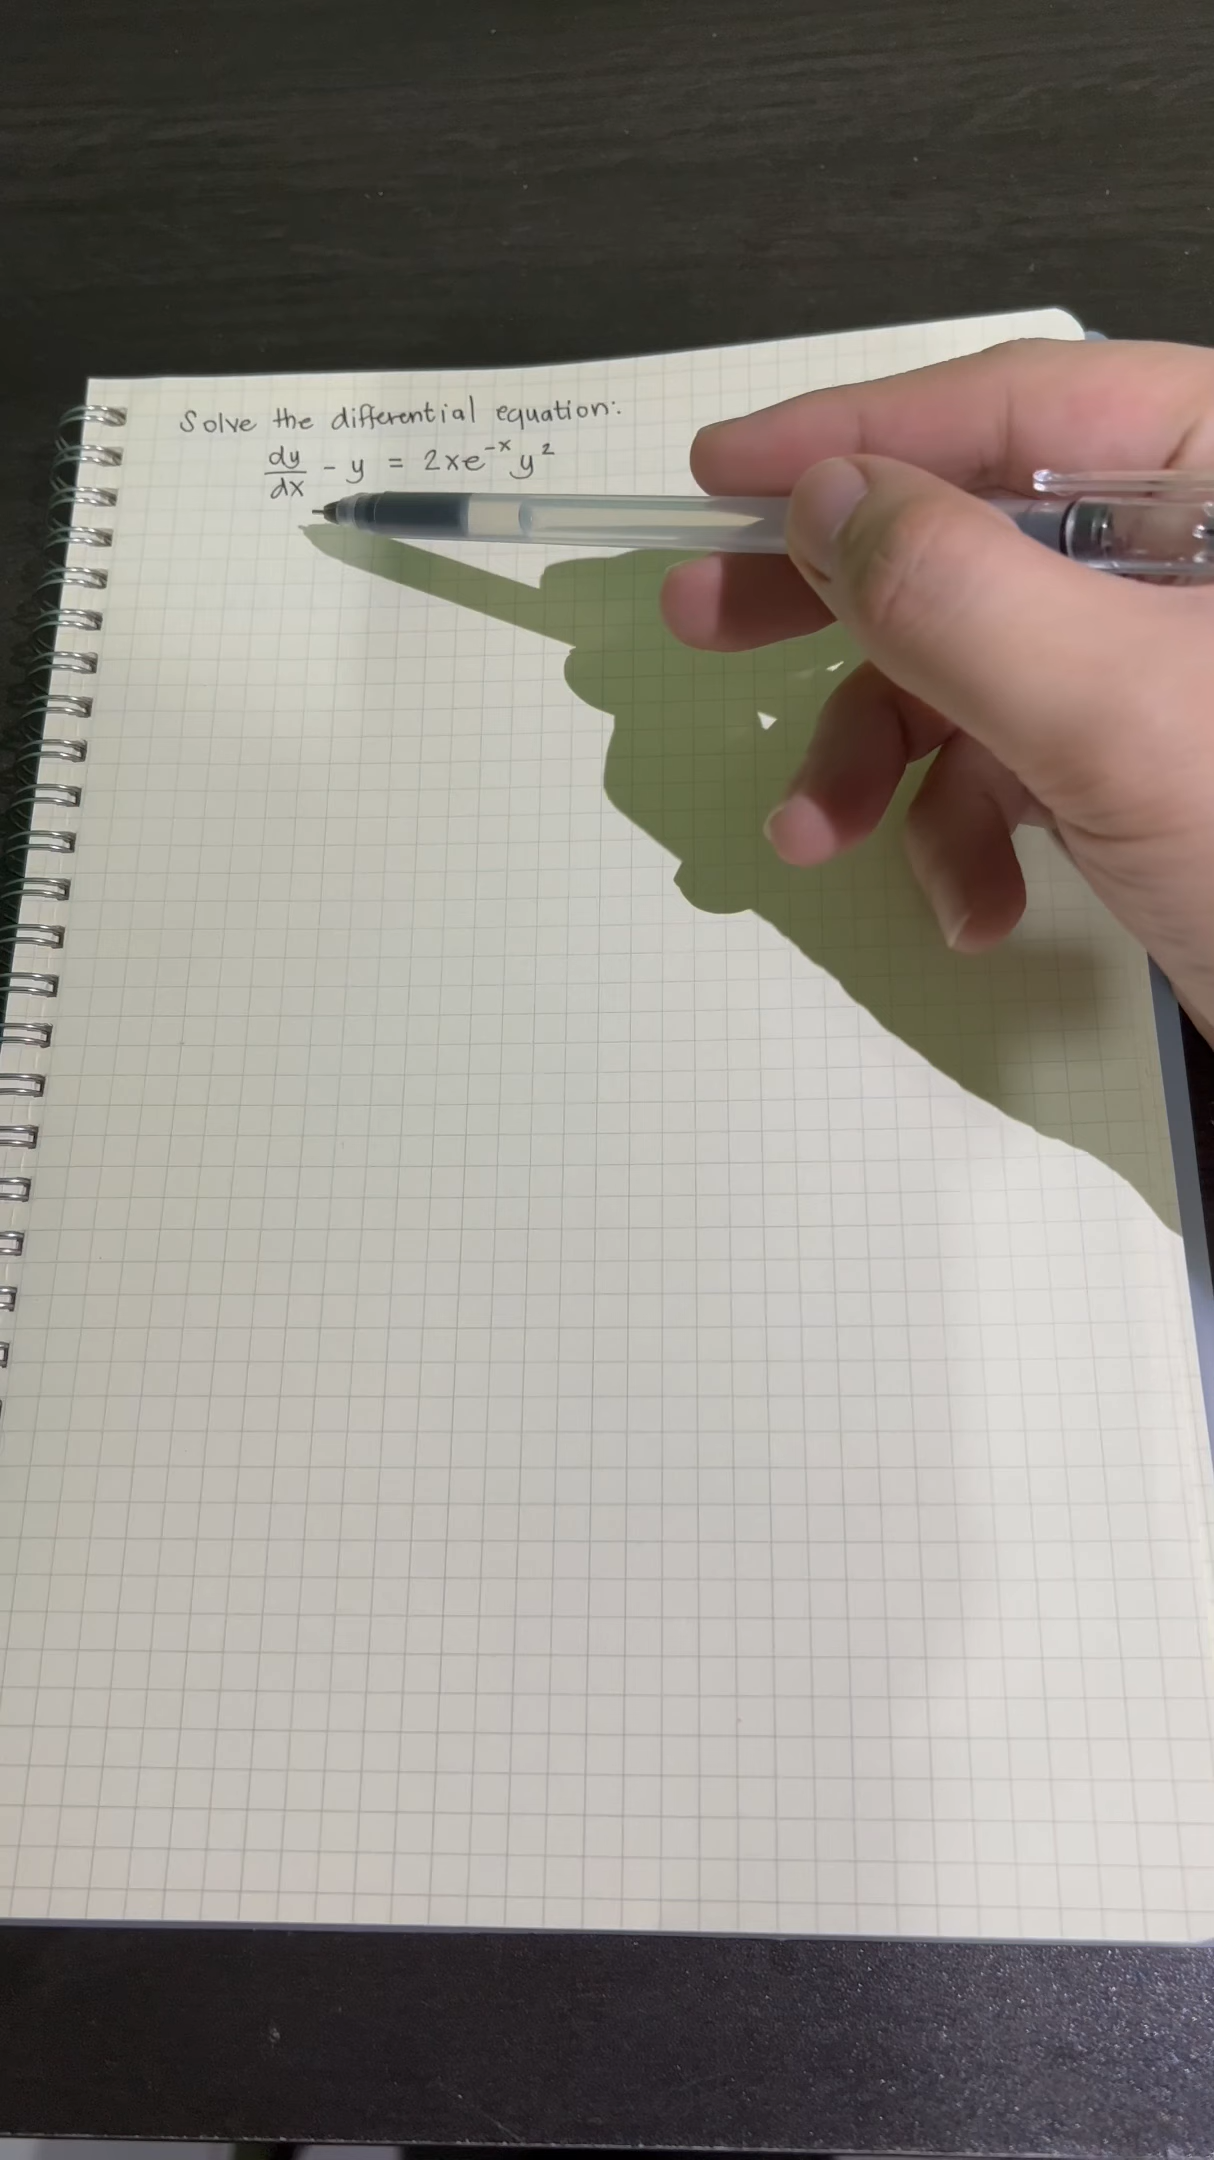 Solve the differential equation:
dy/dx - y = 2xe^-x y^2